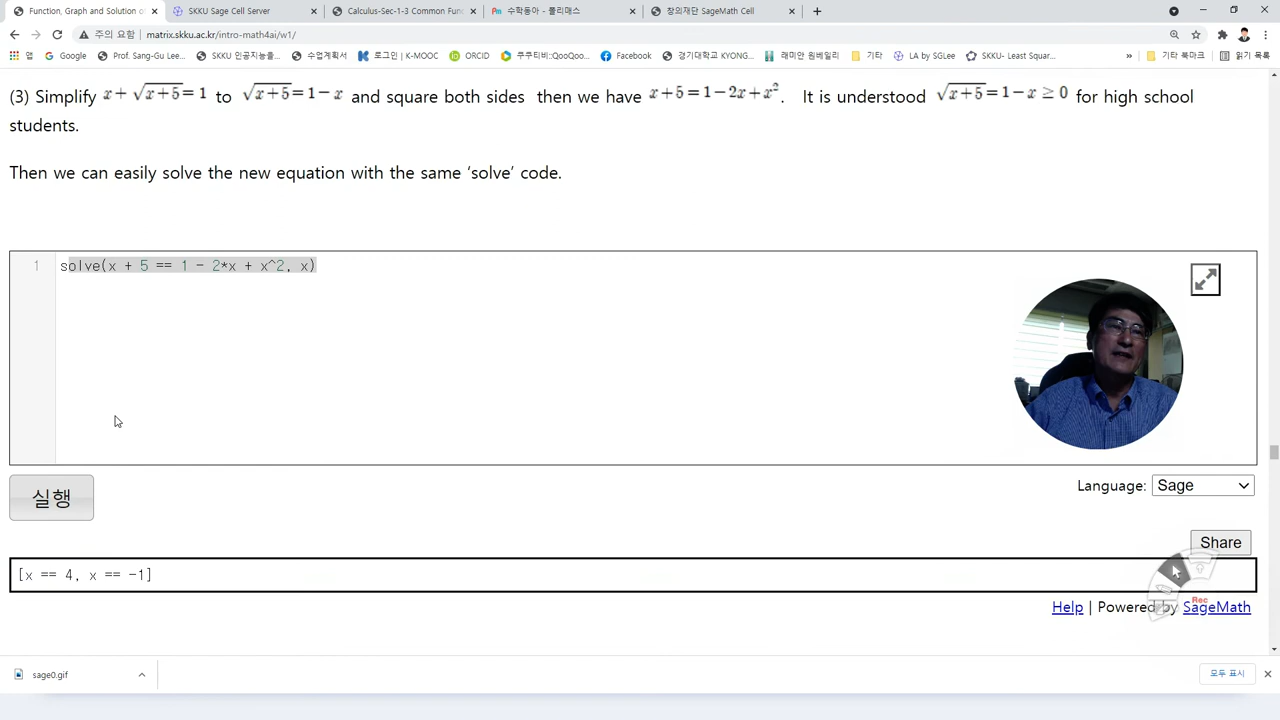 Function, Graph and Solution of
SKKU Sage Cell Server
Calculus-Sec-1-3 Common Func
수학동아 - 폴리매스
창의재단 SageMath Cell
주의 요함 | matrix.skku.ac.kr/intro-math4ai/w1/
앱 Google Prof. Sang-Gu Lee... SKKU 인공지능을... 수업계획서 로그인 | K-MOOC ORCID 쿠쿠티비:QooQoo... Facebook 경기대학교 KYONG... 래미안 원베일리 기타 LA by SGLee SKKU- Least Squar... » 기타 북마크 읽기 목록
(3) Simplify x + √x+5 = 1 to √x+5 = 1 − x and square both sides then we have x + 5 = 1 − 2x + x². It is understood √x+5 = 1 − x ≥ 0 for high school
students.
Then we can easily solve the new equation with the same ‘solve’ code.
1 solve(x + 5 == 1 - 2*x + x^2, x)
실행
Language: Sage
Share
[x == 4, x == -1]
Rec
Help | Powered by SageMath
sage0.gif
모두 표시